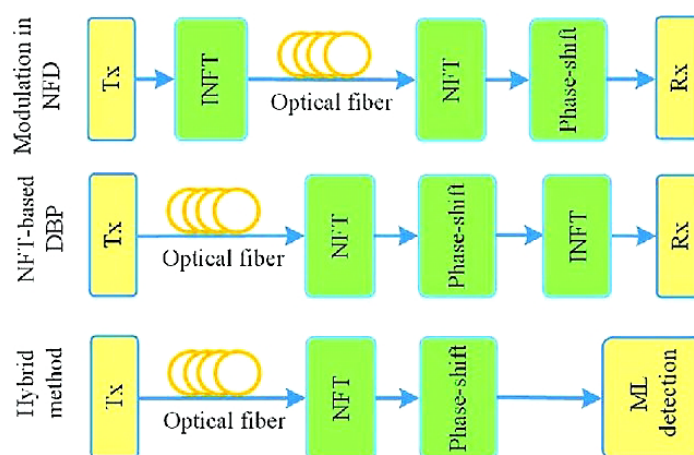 Modulation in
NFD
Tx
INFT
Optical fiber
NFT
Phase-shift
Rx
NFT-based
DBP
Tx
Optical fiber
NFT
Phase-shift
INFT
Rx
Hybrid
method
Tx
Optical fiber
NFT
Phase-shift
ML
detection